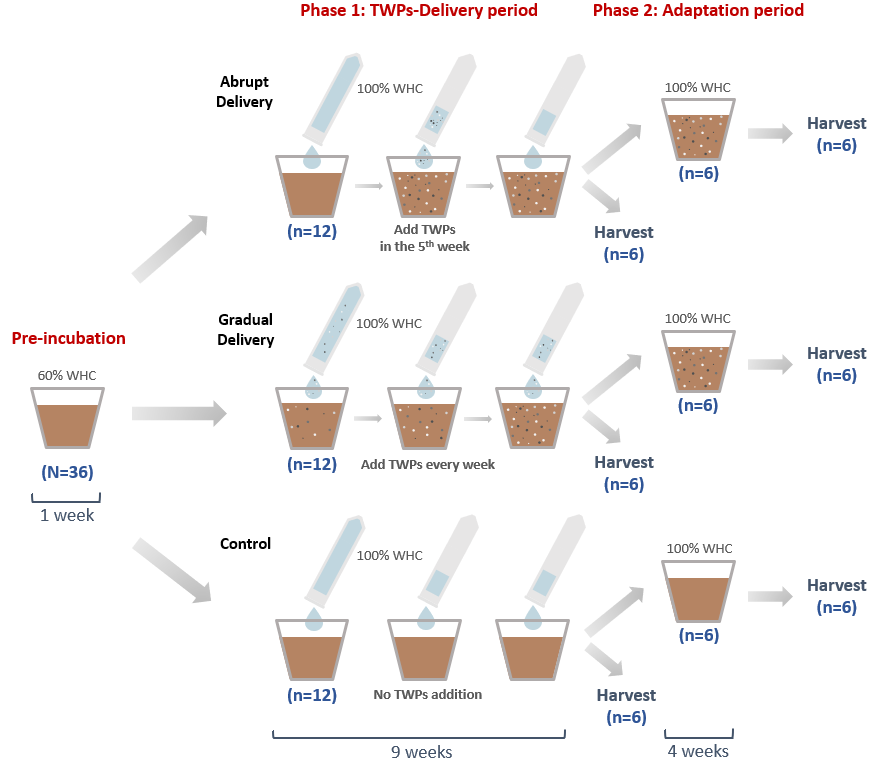 Phase 1: TWPs-Delivery period
Phase 2: Adaptation period
Abrupt
Delivery
100% WHC
100% WHC
Harvest
(n=6)
(n=6)
(n=12)
Add TWPs
in the 5th week
Harvest
(n=6)
Gradual
Delivery
100% WHC
100% WHC
Harvest
(n=6)
(n=6)
(n=12)
Add TWPs every week
Harvest
(n=6)
Pre-incubation
60% WHC
(N=36)
1 week
Control
100% WHC
100% WHC
Harvest
(n=6)
(n=6)
(n=12)
No TWPs addition
Harvest
(n=6)
9 weeks
4 weeks